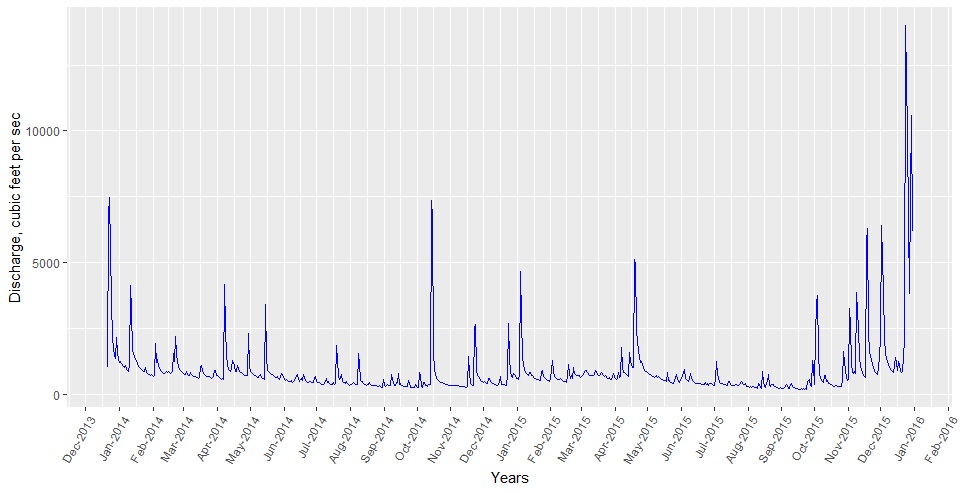 Discharge, cubic feet per sec
10000
5000
0
Dec-2013
Jan-2014
Feb-2014
Mar-2014
Apr-2014
May-2014
Jun-2014
Jul-2014
Aug-2014
Sep-2014
Oct-2014
Nov-2014
Dec-2014
Jan-2015
Feb-2015
Mar-2015
Apr-2015
May-2015
Jun-2015
Jul-2015
Aug-2015
Sep-2015
Oct-2015
Nov-2015
Dec-2015
Jan-2016
Feb-2016
Years